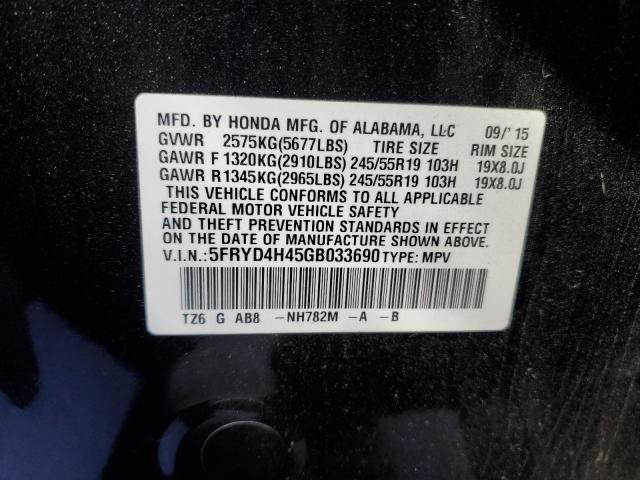 MFD. BY HONDA MFG. OF ALABAMA, LLC 09/'15
GVWR 2575KG(5677LBS) TIRE SIZE RIM SIZE
GAWR F 1320KG(2910LBS) 245/55R19 103H 19X8.0J
GAWR R1345KG(2965LBS) 245/55R19 103H 19X8.0J
THIS VEHICLE CONFORMS TO ALL APPLICABLE
FEDERAL MOTOR VEHICLE SAFETY
AND THEFT PREVENTION STANDARDS IN EFFECT
ON THE DATE OF MANUFACTURE SHOWN ABOVE.
V.I.N.: 5FRYD4H45GB033690 TYPE: MPV
TZ6 G AB8 -NH782M -A -B